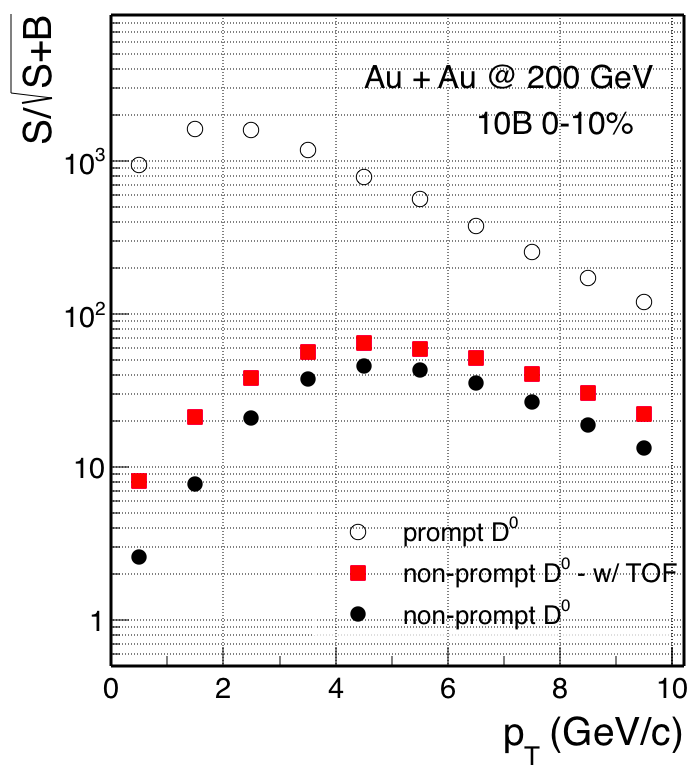 S/√S+B
Au + Au @ 200 GeV
10B 0-10%
10³
10²
10
1
prompt D⁰
non-prompt D⁰ - w/ TOF
non-prompt D⁰
0 2 4 6 8 10
p_T (GeV/c)